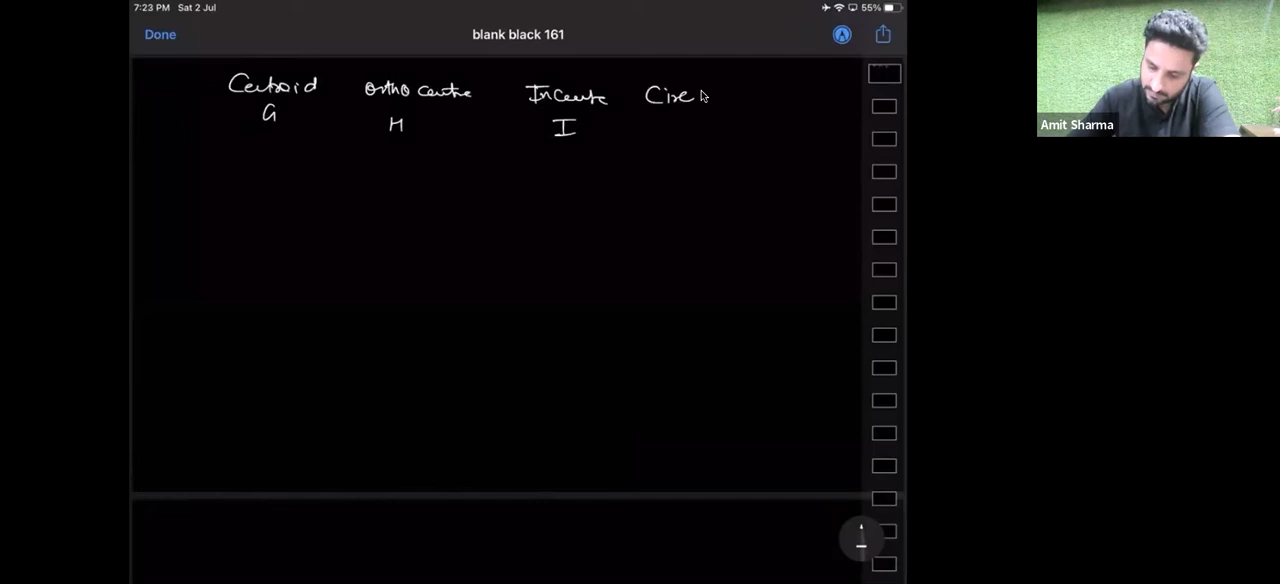 7:23 PM Sat 2 Jul 55%
Done blank black 161
Centroid Ortho centre Incentre Circ
G H I
Amit Sharma